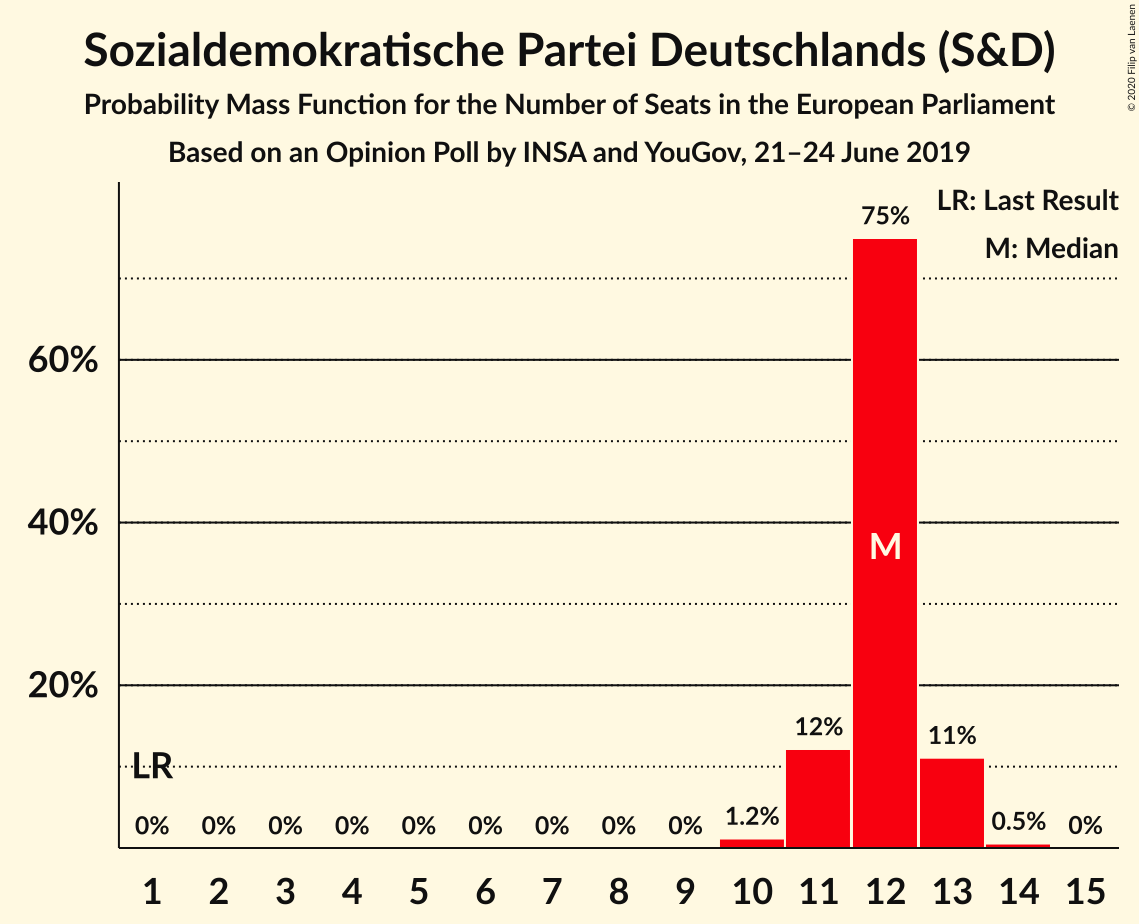 Sozialdemokratische Partei Deutschlands (S&D)
Probability Mass Function for the Number of Seats in the European Parliament
Based on an Opinion Poll by INSA and YouGov, 21–24 June 2019
© 2020 Filip van Laenen
LR: Last Result
M: Median
75%
60%
40%
M
20%
12%
11%
LR
0% 0% 0% 0% 0% 0% 0% 0% 0% 1.2% 0.5% 0%
1 2 3 4 5 6 7 8 9 10 11 12 13 14 15